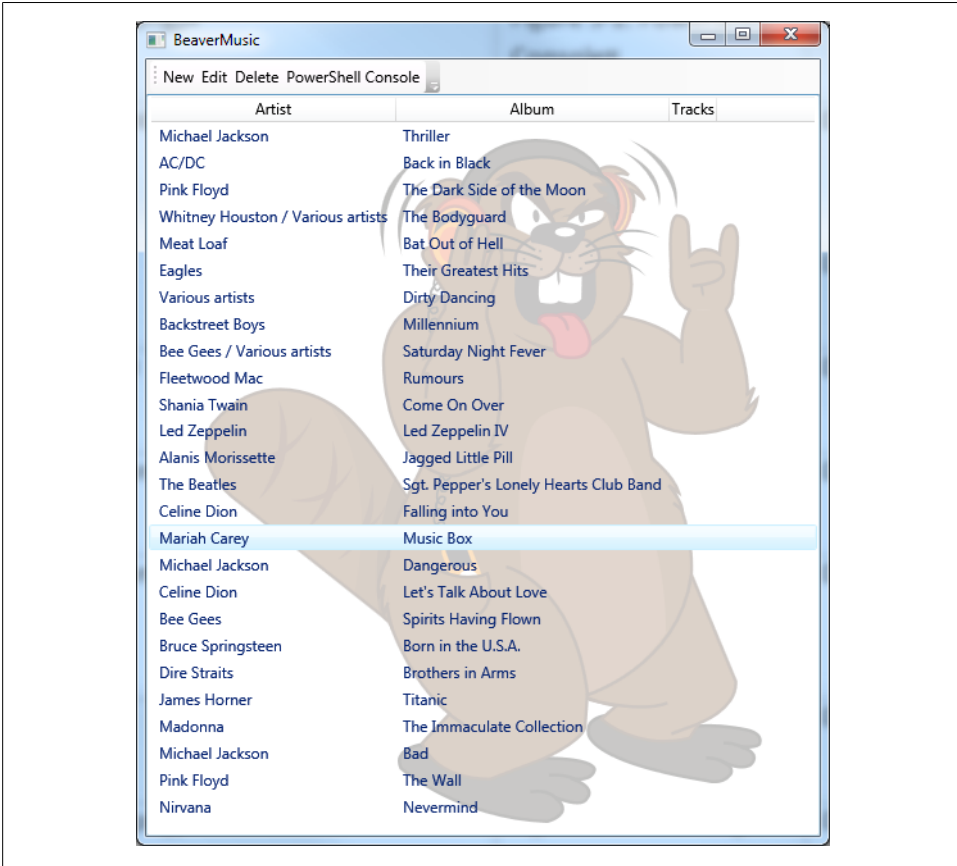 BeaverMusic
New Edit Delete PowerShell Console
Artist Album Tracks
Michael Jackson Thriller
AC/DC Back in Black
Pink Floyd The Dark Side of the Moon
Whitney Houston / Various artists The Bodyguard
Meat Loaf Bat Out of Hell
Eagles Their Greatest Hits
Various artists Dirty Dancing
Backstreet Boys Millennium
Bee Gees / Various artists Saturday Night Fever
Fleetwood Mac Rumours
Shania Twain Come On Over
Led Zeppelin Led Zeppelin IV
Alanis Morissette Jagged Little Pill
The Beatles Sgt. Pepper's Lonely Hearts Club Band
Celine Dion Falling into You
Mariah Carey Music Box
Michael Jackson Dangerous
Celine Dion Let's Talk About Love
Bee Gees Spirits Having Flown
Bruce Springsteen Born in the U.S.A.
Dire Straits Brothers in Arms
James Horner Titanic
Madonna The Immaculate Collection
Michael Jackson Bad
Pink Floyd The Wall
Nirvana Nevermind